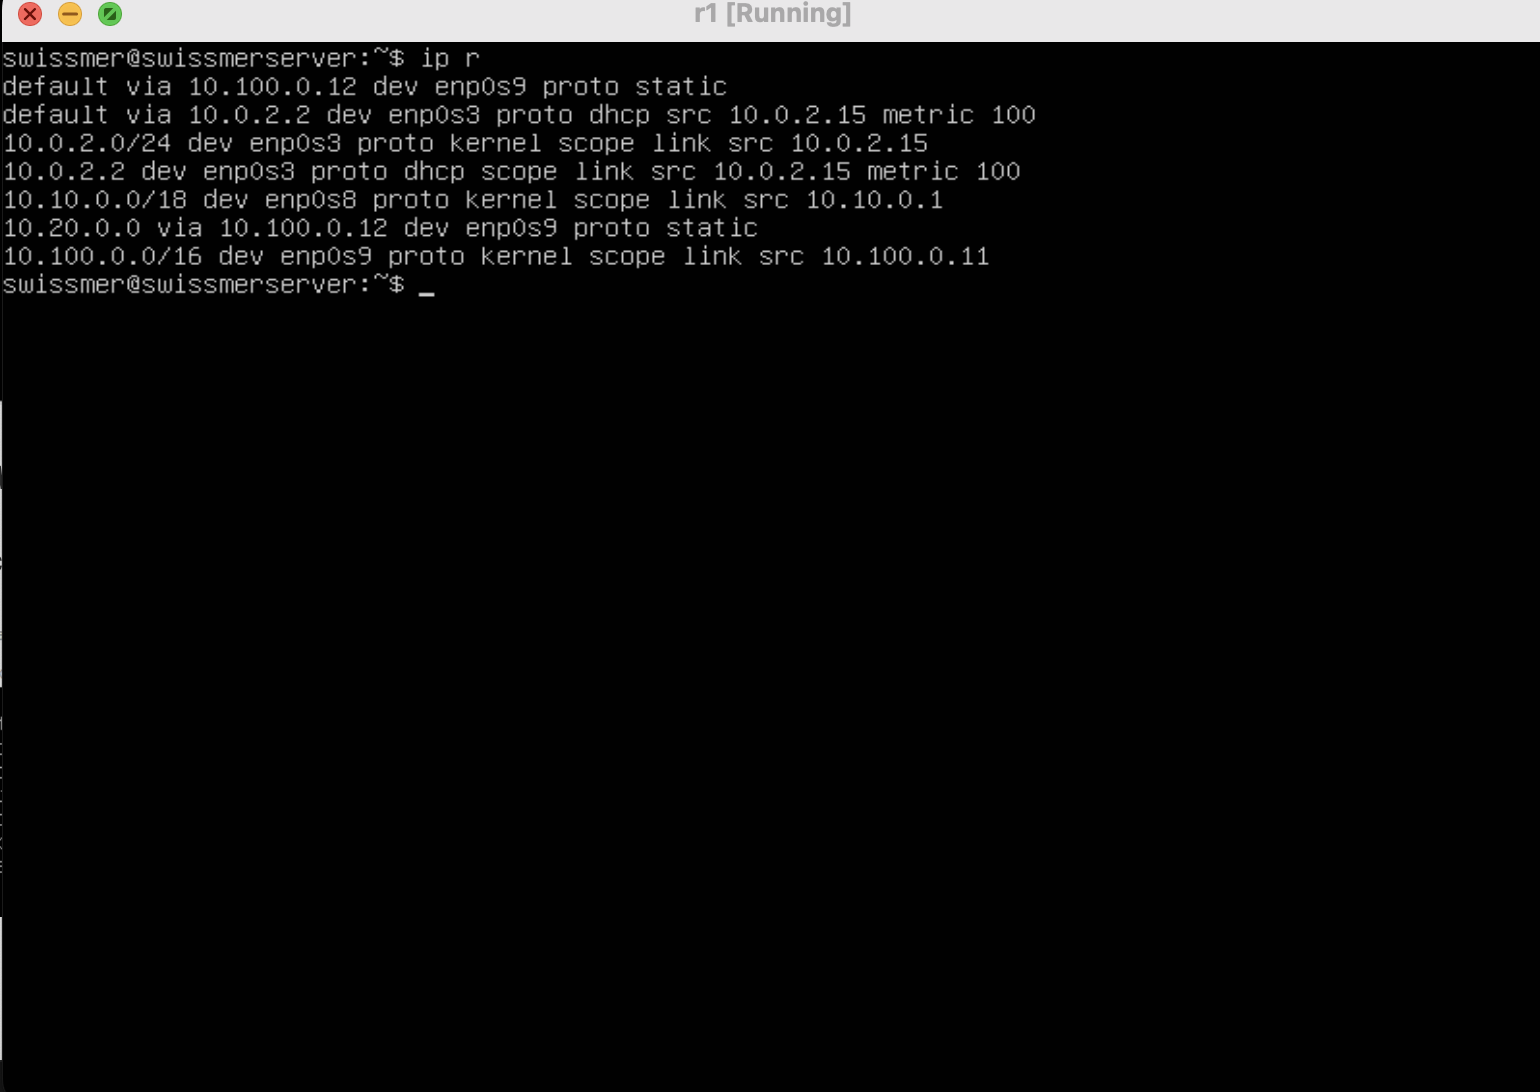 r1 [Running]
swissmer@swissmerserver:~$ ip r
default via 10.100.0.12 dev enp0s9 proto static
default via 10.0.2.2 dev enp0s3 proto dhcp src 10.0.2.15 metric 100
10.0.2.0/24 dev enp0s3 proto kernel scope link src 10.0.2.15
10.0.2.2 dev enp0s3 proto dhcp scope link src 10.0.2.15 metric 100
10.10.0.0/18 dev enp0s8 proto kernel scope link src 10.10.0.1
10.20.0.0 via 10.100.0.12 dev enp0s9 proto static
10.100.0.0/16 dev enp0s9 proto kernel scope link src 10.100.0.11
swissmer@swissmerserver:~$ _